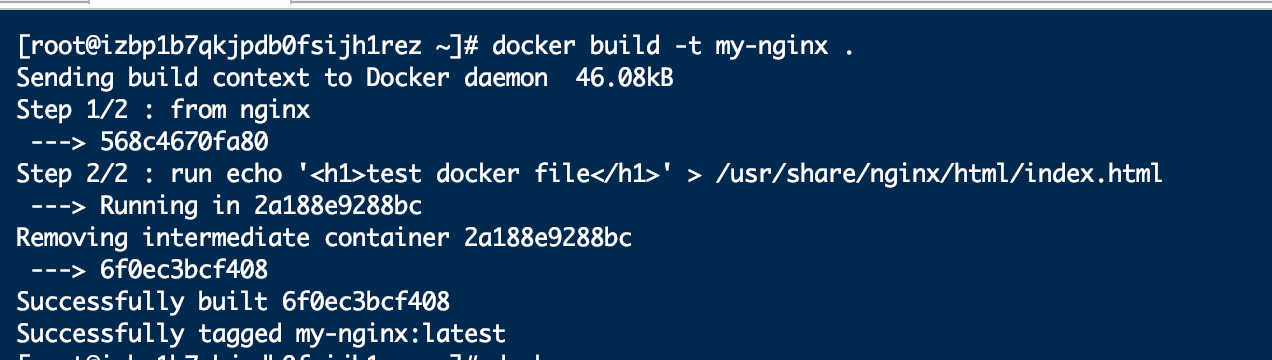 [root@izbp1b7qkjpdb0fsijh1rez ~]# docker build -t my-nginx .
Sending build context to Docker daemon  46.08kB
Step 1/2 : from nginx
 ---> 568c4670fa80
Step 2/2 : run echo '<h1>test docker file</h1>' > /usr/share/nginx/html/index.html
 ---> Running in 2a188e9288bc
Removing intermediate container 2a188e9288bc
 ---> 6f0ec3bcf408
Successfully built 6f0ec3bcf408
Successfully tagged my-nginx:latest